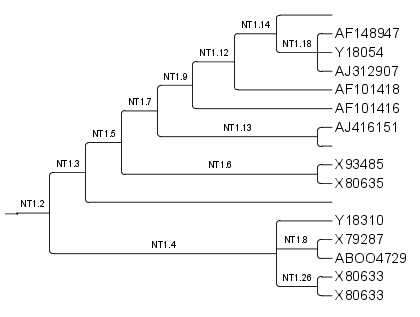 NT1.14
AF148947
NT1.18
Y18054
NT1.12
AJ312907
NT1.9
AF101418
NT1.7
AF101416
NT1.13
AJ416151
NT1.5
NT1.3
NT1.6
X93485
X80635
NT1.2
Y18310
NT1.4
NT1.8
X79287
ABOO4729
NT1.26
X80633
X80633